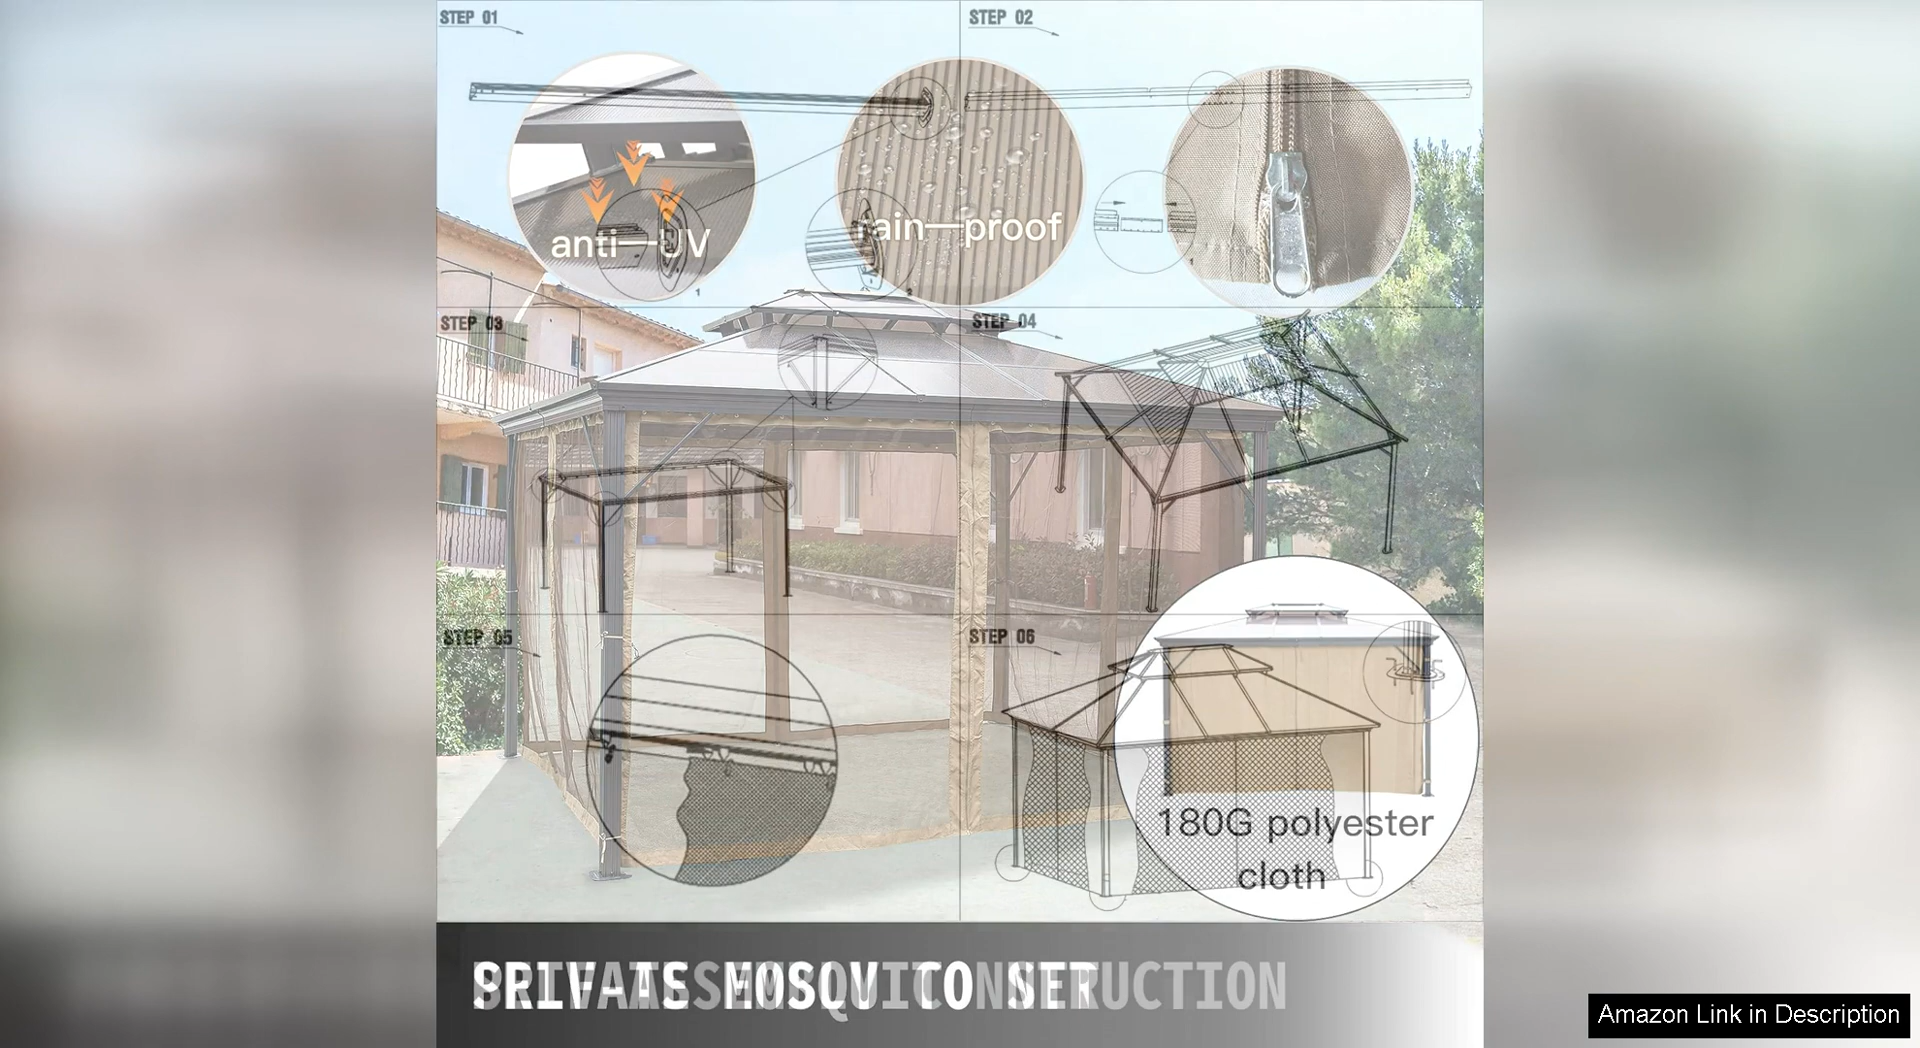 STEP 01
STEP 02
anti—UV
rain—proof
STEP 03
STEP 04
STEP 05
STEP 06
180G polyester
cloth
Amazon Link in Description